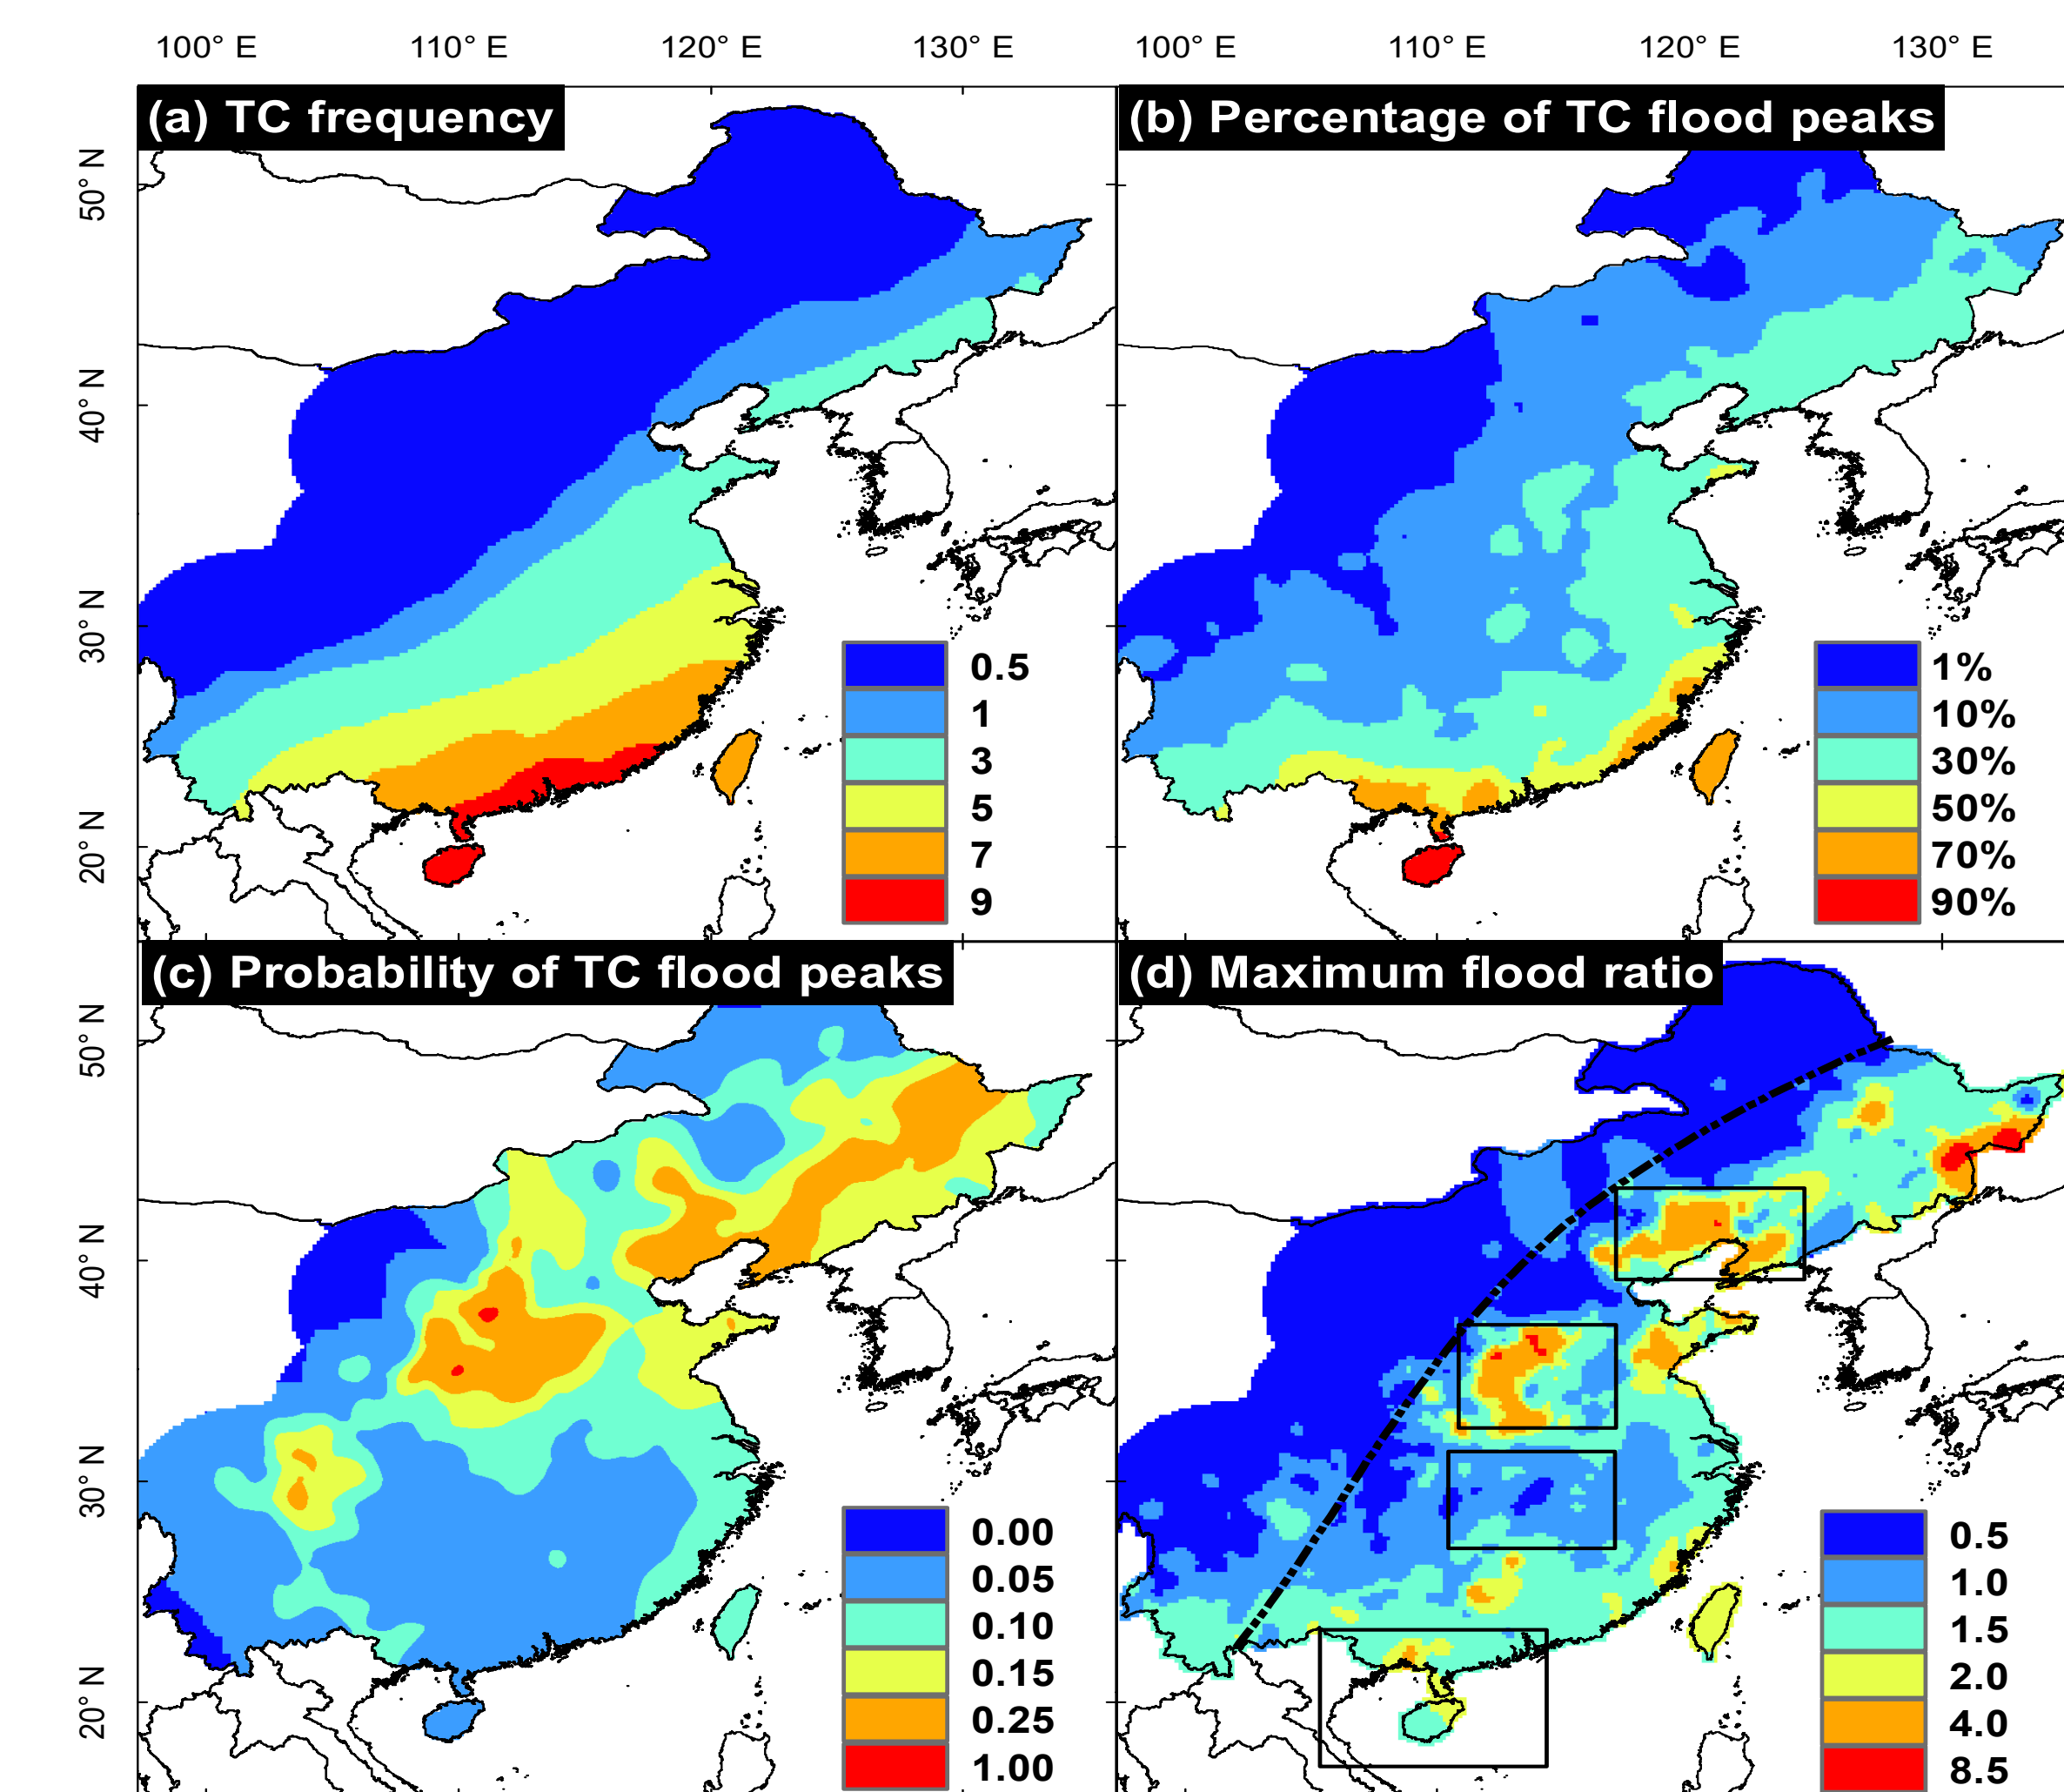 100° E 110° E 120° E 130° E 100° E 110° E 120° E 130° E
(a) TC frequency
(b) Percentage of TC flood peaks
50° N
40° N
30° N
20° N
0.5
1
3
5
7
9
1%
10%
30%
50%
70%
90%
(c) Probability of TC flood peaks
(d) Maximum flood ratio
50° N
40° N
30° N
20° N
0.00
0.05
0.10
0.15
0.25
1.00
0.5
1.0
1.5
2.0
4.0
8.5